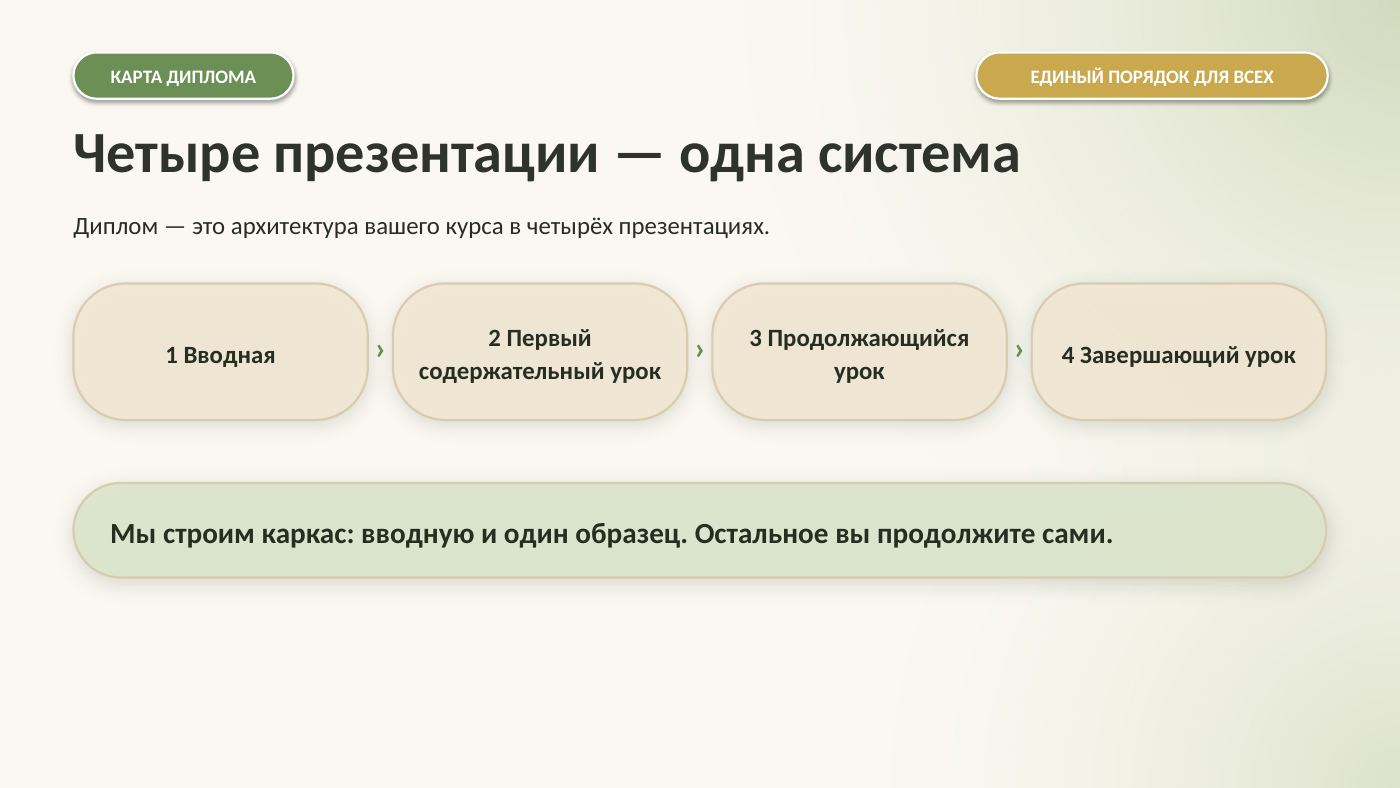 КАРТА ДИПЛОМА
ЕДИНЫЙ ПОРЯДОК ДЛЯ ВСЕХ
Четыре презентации — одна система
Диплом — это архитектура вашего курса в четырёх презентациях.
1 Вводная
›
2 Первый
содержательный урок
›
3 Продолжающийся
урок
›
4 Завершающий урок
Мы строим каркас: вводную и один образец. Остальное вы продолжите сами.